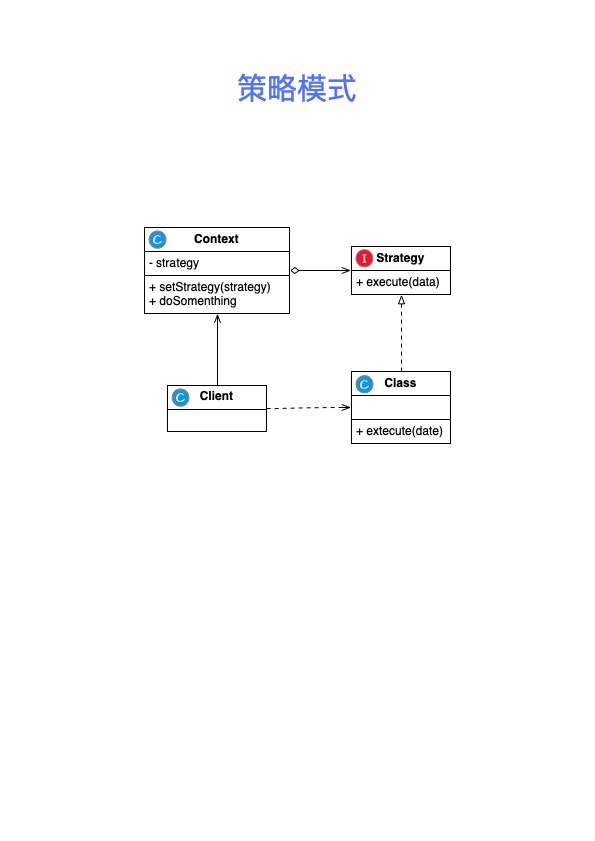 策略模式
C Context
- strategy
+ setStrategy(strategy)
+ doSomenthing
I Strategy
+ execute(data)
C Client
C Class
+ extecute(date)